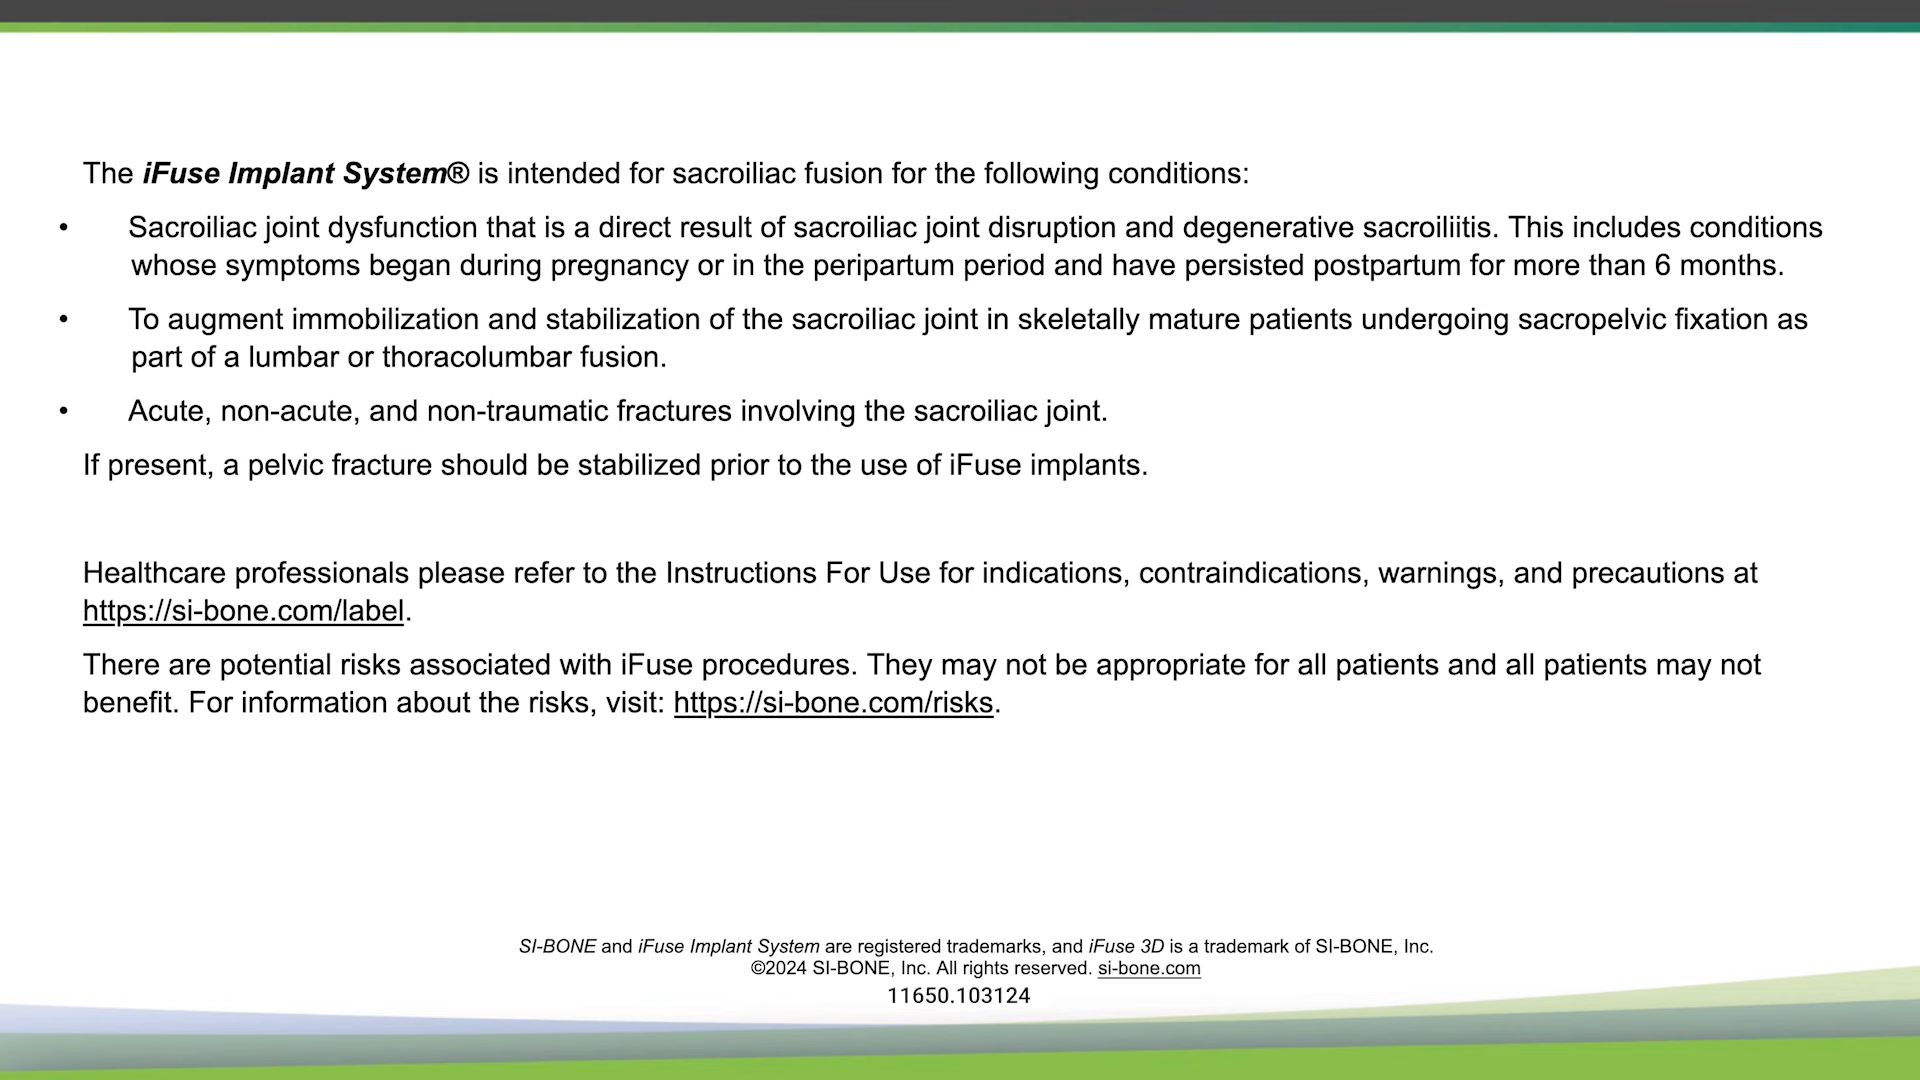 The iFuse Implant System® is intended for sacroiliac fusion for the following conditions:
• Sacroiliac joint dysfunction that is a direct result of sacroiliac joint disruption and degenerative sacroiliitis. This includes conditions
whose symptoms began during pregnancy or in the peripartum period and have persisted postpartum for more than 6 months.
• To augment immobilization and stabilization of the sacroiliac joint in skeletally mature patients undergoing sacropelvic fixation as
part of a lumbar or thoracolumbar fusion.
• Acute, non-acute, and non-traumatic fractures involving the sacroiliac joint.
If present, a pelvic fracture should be stabilized prior to the use of iFuse implants.
Healthcare professionals please refer to the Instructions For Use for indications, contraindications, warnings, and precautions at
https://si-bone.com/label.
There are potential risks associated with iFuse procedures. They may not be appropriate for all patients and all patients may not
benefit. For information about the risks, visit: https://si-bone.com/risks.
SI-BONE and iFuse Implant System are registered trademarks, and iFuse 3D is a trademark of SI-BONE, Inc.
©2024 SI-BONE, Inc. All rights reserved. si-bone.com
11650.103124